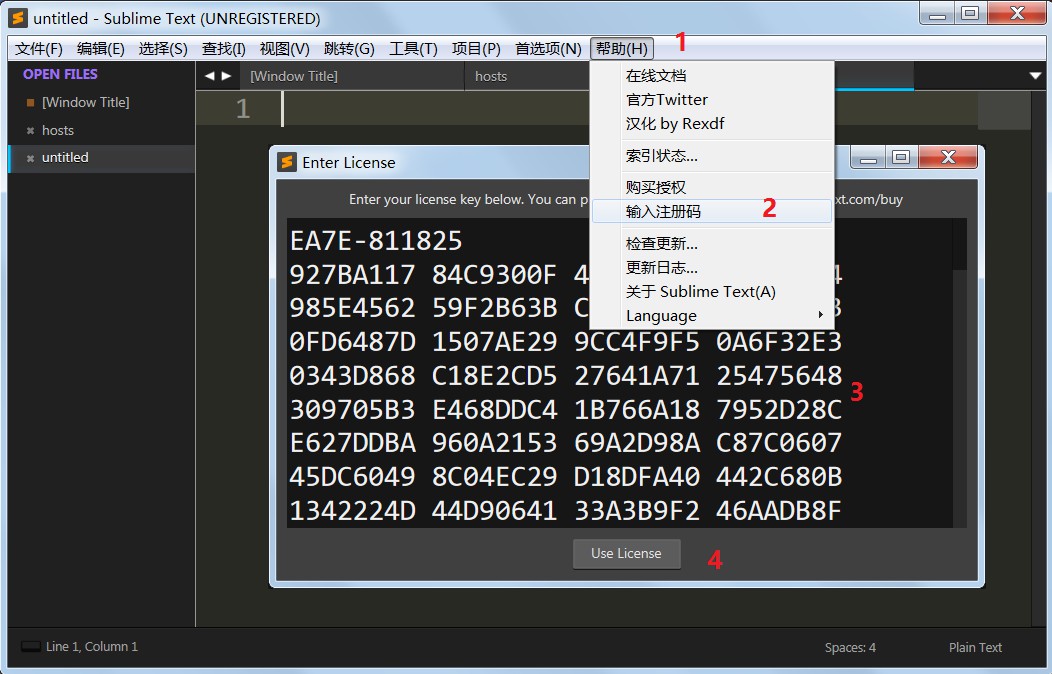 untitled - Sublime Text (UNREGISTERED)
文件(F) 编辑(E) 选择(S) 查找(I) 视图(V) 跳转(G) 工具(T) 项目(P) 首选项(N) 帮助(H) 1
OPEN FILES
[Window Title]
hosts
untitled
[Window Title] hosts
1
在线文档
官方Twitter
汉化 by Rexdf
索引状态...
购买授权
输入注册码 2
检查更新...
更新日志...
关于 Sublime Text(A)
Language
Enter License
Enter your license key below. You can p xt.com/buy
EA7E-811825
927BA117 84C9300F 4
985E4562 59F2B63B C
0FD6487D 1507AE29 9CC4F9F5 0A6F32E3
0343D868 C18E2CD5 27641A71 25475648
309705B3 E468DDC4 1B766A18 7952D28C 3
E627DDBA 960A2153 69A2D98A C87C0607
45DC6049 8C04EC29 D18DFA40 442C680B
1342224D 44D90641 33A3B9F2 46AADB8F
Use License 4
Line 1, Column 1 Spaces: 4 Plain Text